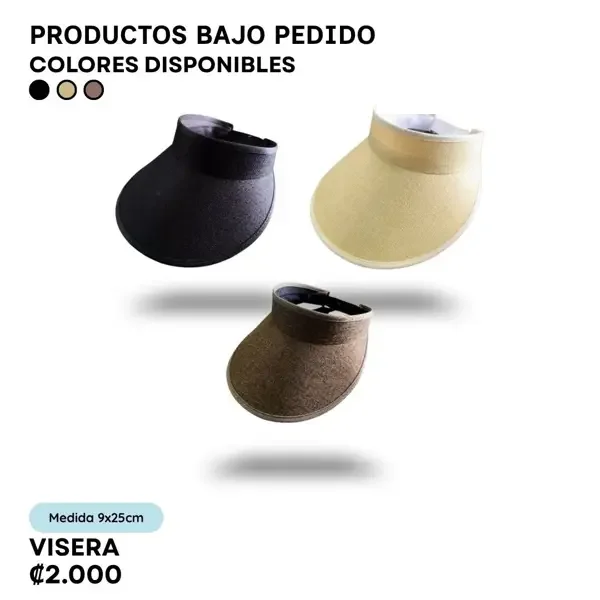 PRODUCTOS BAJO PEDIDO
COLORES DISPONIBLES
Medida 9x25cm
VISERA
₡2.000